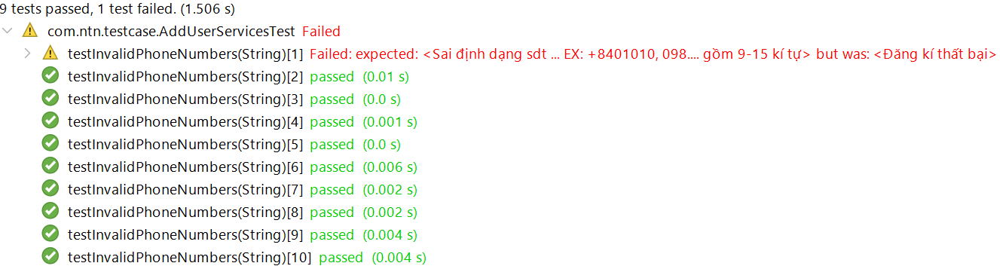 9 tests passed, 1 test failed. (1.506 s)
com.ntn.testcase.AddUserServicesTest Failed
testInvalidPhoneNumbers(String)[1] Failed: expected: <Sai định dạng sdt ... EX: +8401010, 098.... gồm 9-15 kí tự> but was: <Đăng kí thất bại>
testInvalidPhoneNumbers(String)[2] passed (0.01 s)
testInvalidPhoneNumbers(String)[3] passed (0.0 s)
testInvalidPhoneNumbers(String)[4] passed (0.001 s)
testInvalidPhoneNumbers(String)[5] passed (0.0 s)
testInvalidPhoneNumbers(String)[6] passed (0.006 s)
testInvalidPhoneNumbers(String)[7] passed (0.002 s)
testInvalidPhoneNumbers(String)[8] passed (0.002 s)
testInvalidPhoneNumbers(String)[9] passed (0.004 s)
testInvalidPhoneNumbers(String)[10] passed (0.004 s)